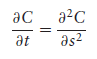 ∂C/∂t = ∂²C/∂s²